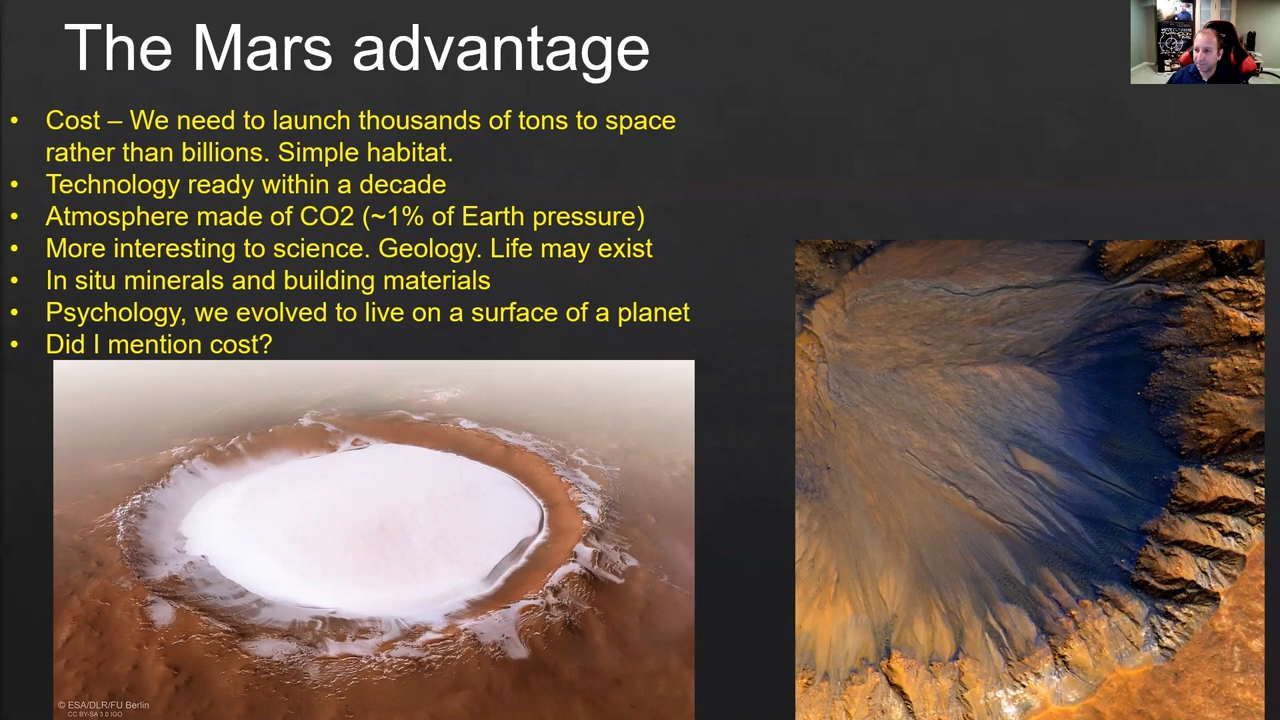 The Mars advantage
• Cost – We need to launch thousands of tons to space
rather than billions. Simple habitat.
• Technology ready within a decade
• Atmosphere made of CO2 (~1% of Earth pressure)
• More interesting to science. Geology. Life may exist
• In situ minerals and building materials
• Psychology, we evolved to live on a surface of a planet
• Did I mention cost?
© ESA/DLR/FU Berlin
CC BY-SA 3.0 IGO